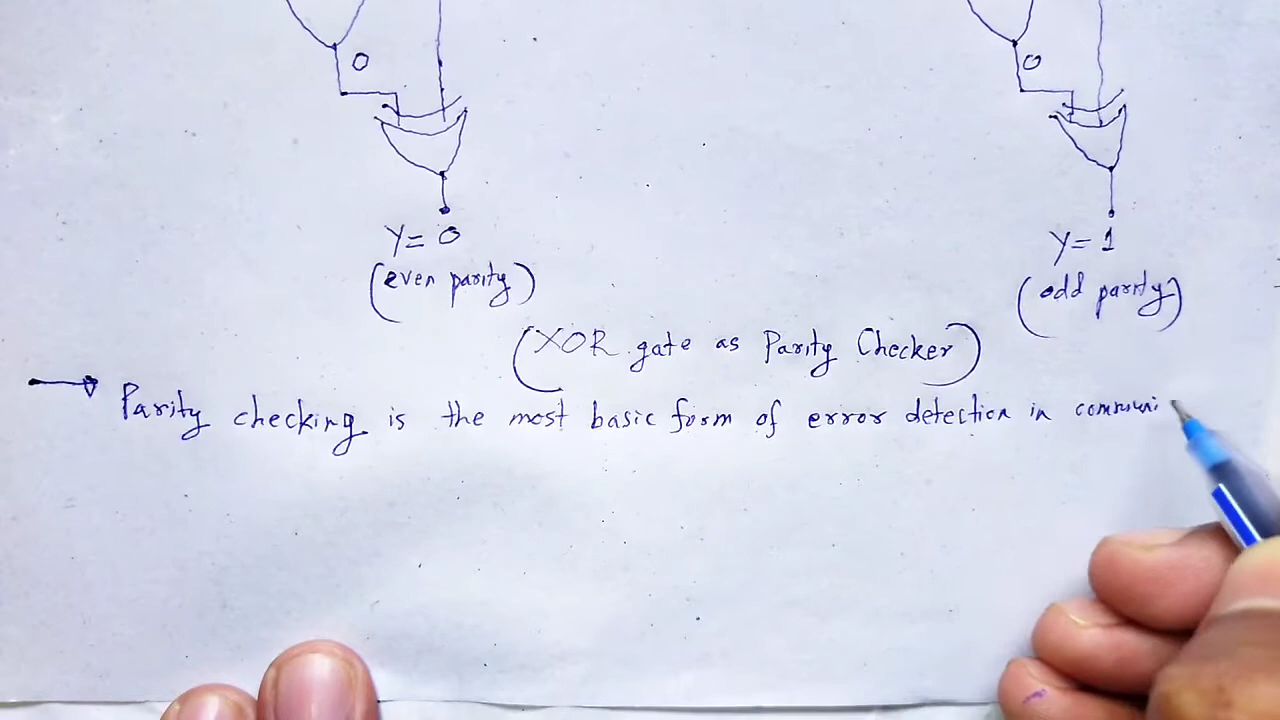 0 0
Y= 0 Y= 1
(even parity) (odd parity)
(XOR gate as Parity Checker)
Parity checking is the most basic form of error detection in communi